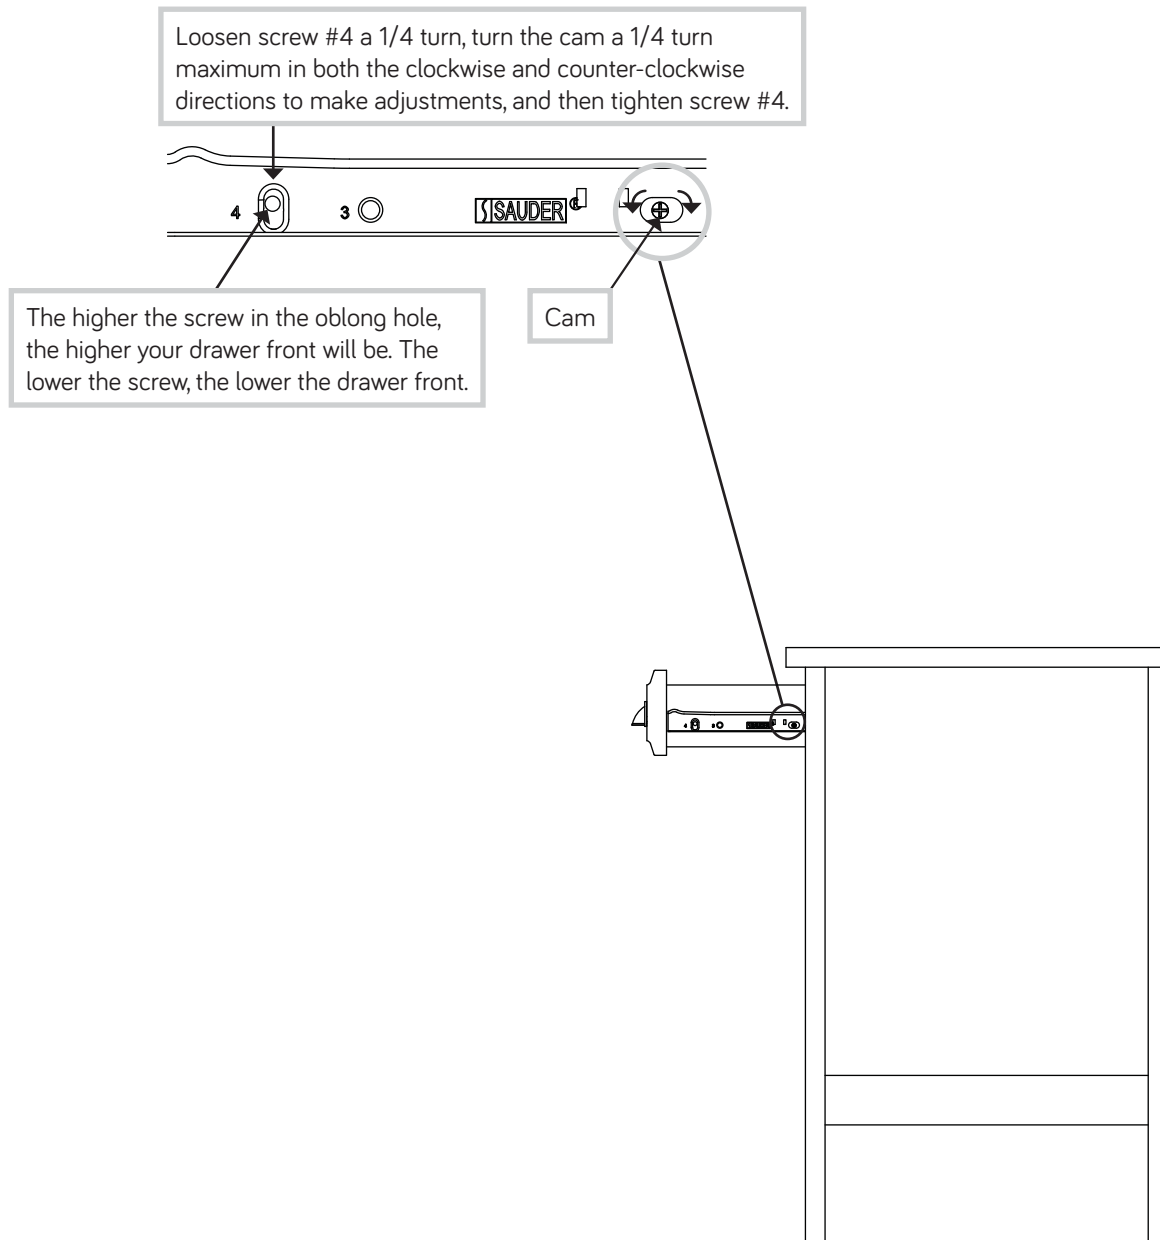 Loosen screw #4 a 1/4 turn, turn the cam a 1/4 turn
maximum in both the clockwise and counter-clockwise
directions to make adjustments, and then tighten screw #4.
4
3
SAUDER®
The higher the screw in the oblong hole,
the higher your drawer front will be. The
lower the screw, the lower the drawer front.
Cam
4